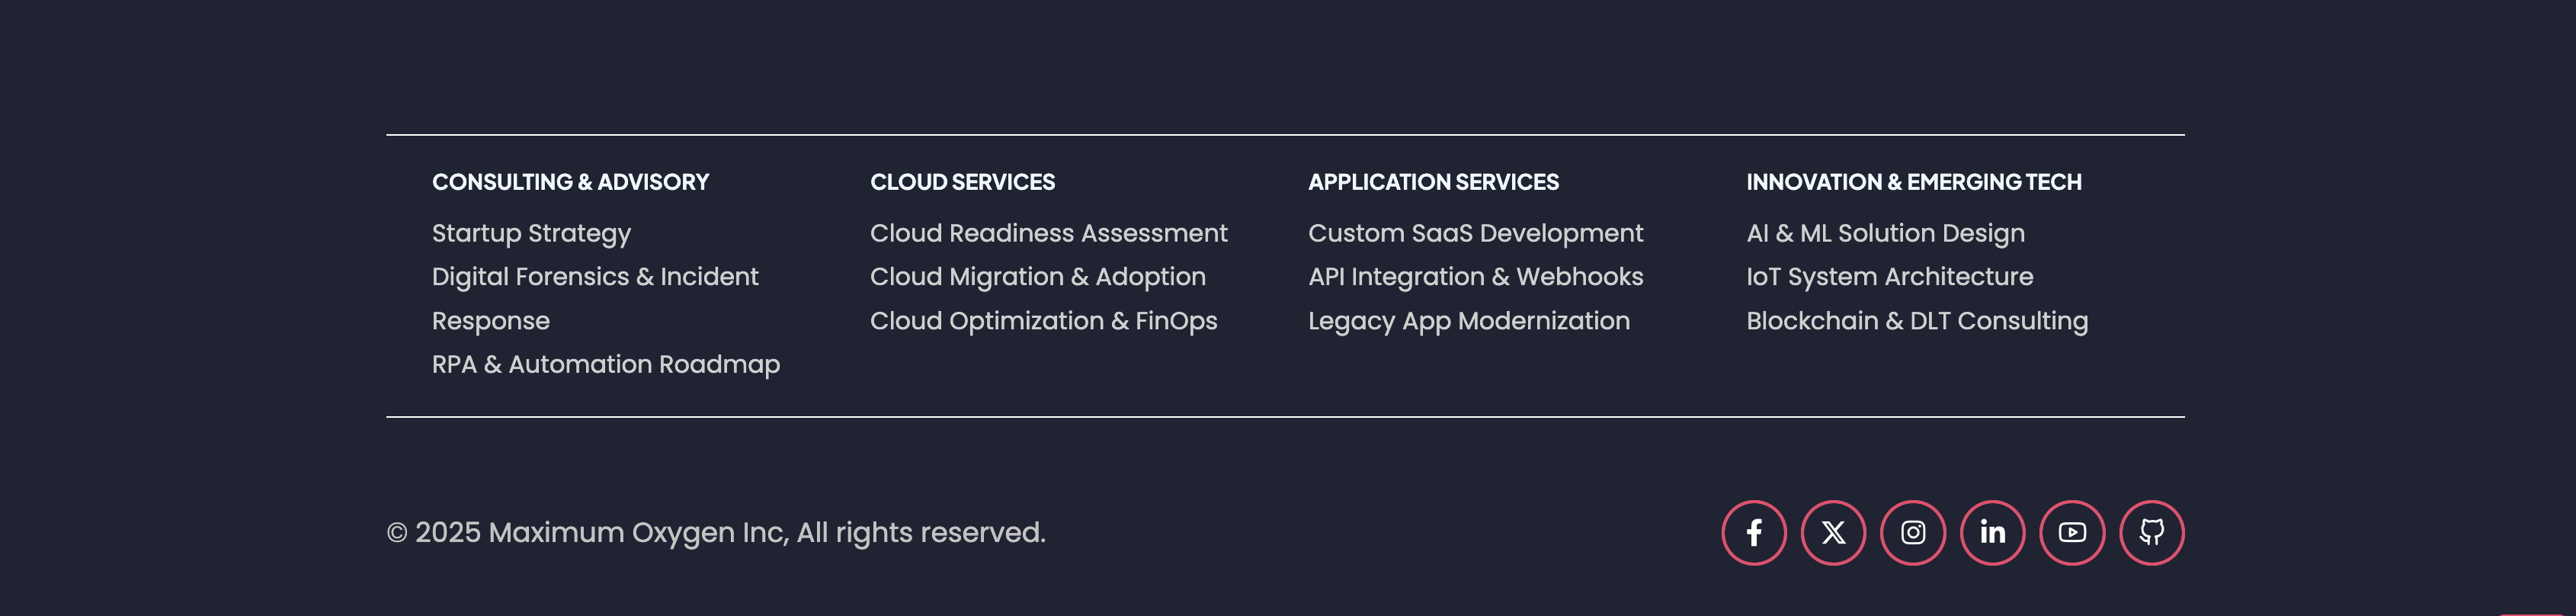 CONSULTING & ADVISORY
Startup Strategy
Digital Forensics & Incident
Response
RPA & Automation Roadmap
CLOUD SERVICES
Cloud Readiness Assessment
Cloud Migration & Adoption
Cloud Optimization & FinOps
APPLICATION SERVICES
Custom SaaS Development
API Integration & Webhooks
Legacy App Modernization
INNOVATION & EMERGING TECH
AI & ML Solution Design
IoT System Architecture
Blockchain & DLT Consulting
© 2025 Maximum Oxygen Inc, All rights reserved.